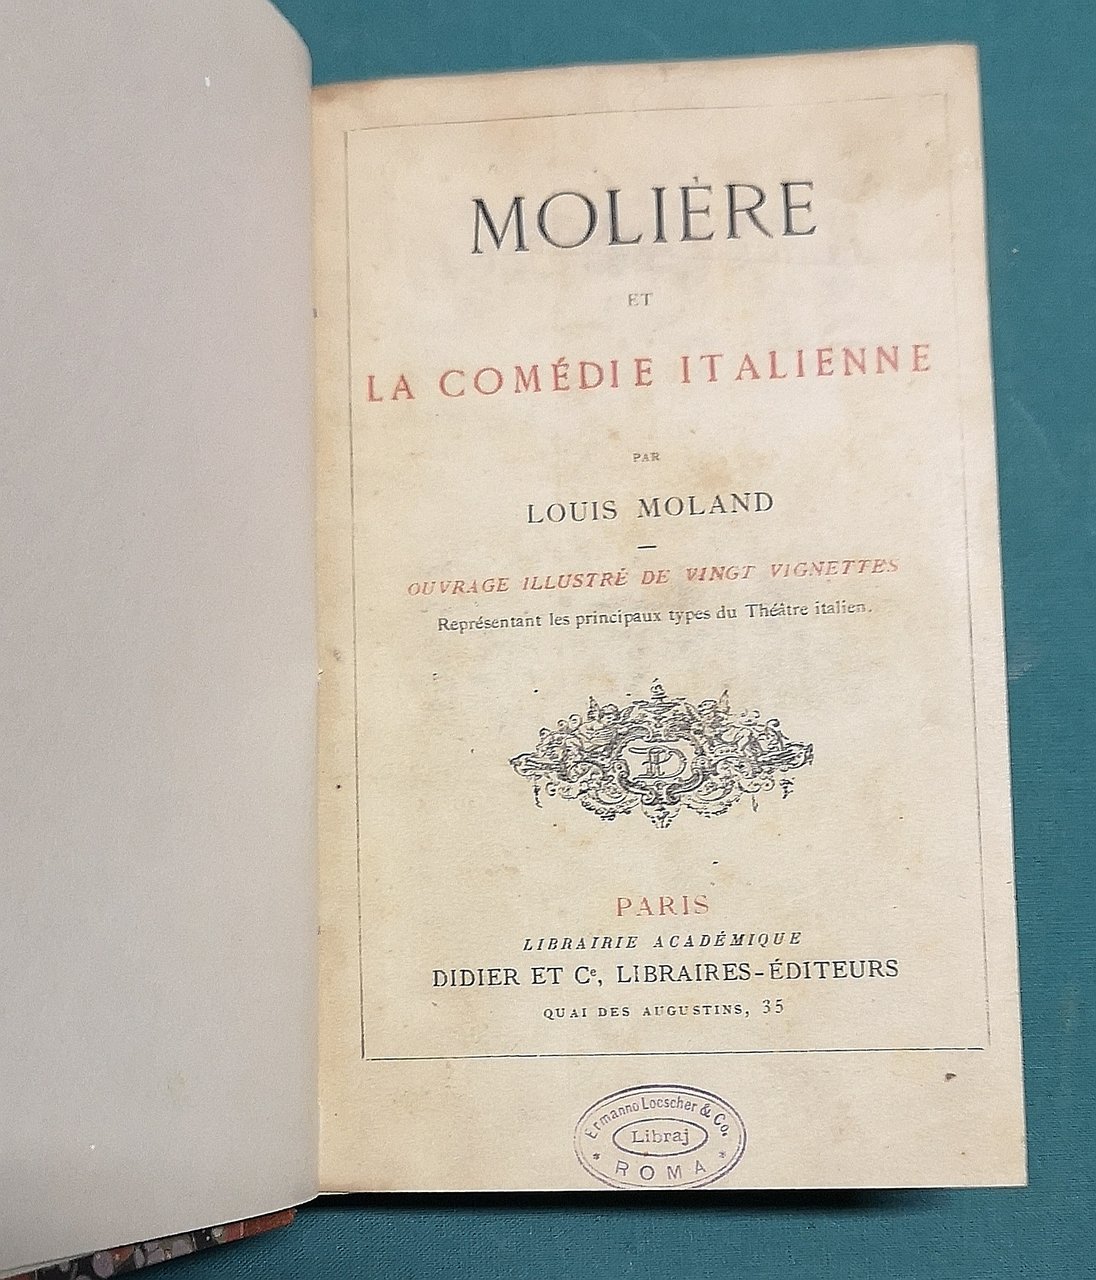 MOLIÈRE
ET
LA COMÉDIE ITALIENNE
PAR
LOUIS MOLAND
OUVRAGE ILLUSTRÉ DE VINGT VIGNETTES
Représentant les principaux types du Théâtre italien.
PARIS
LIBRAIRIE ACADÉMIQUE
DIDIER ET Cᵉ, LIBRAIRES-ÉDITEURS
QUAI DES AUGUSTINS, 35
Ermanno Loescher & Co.
Libraj
* ROMA *